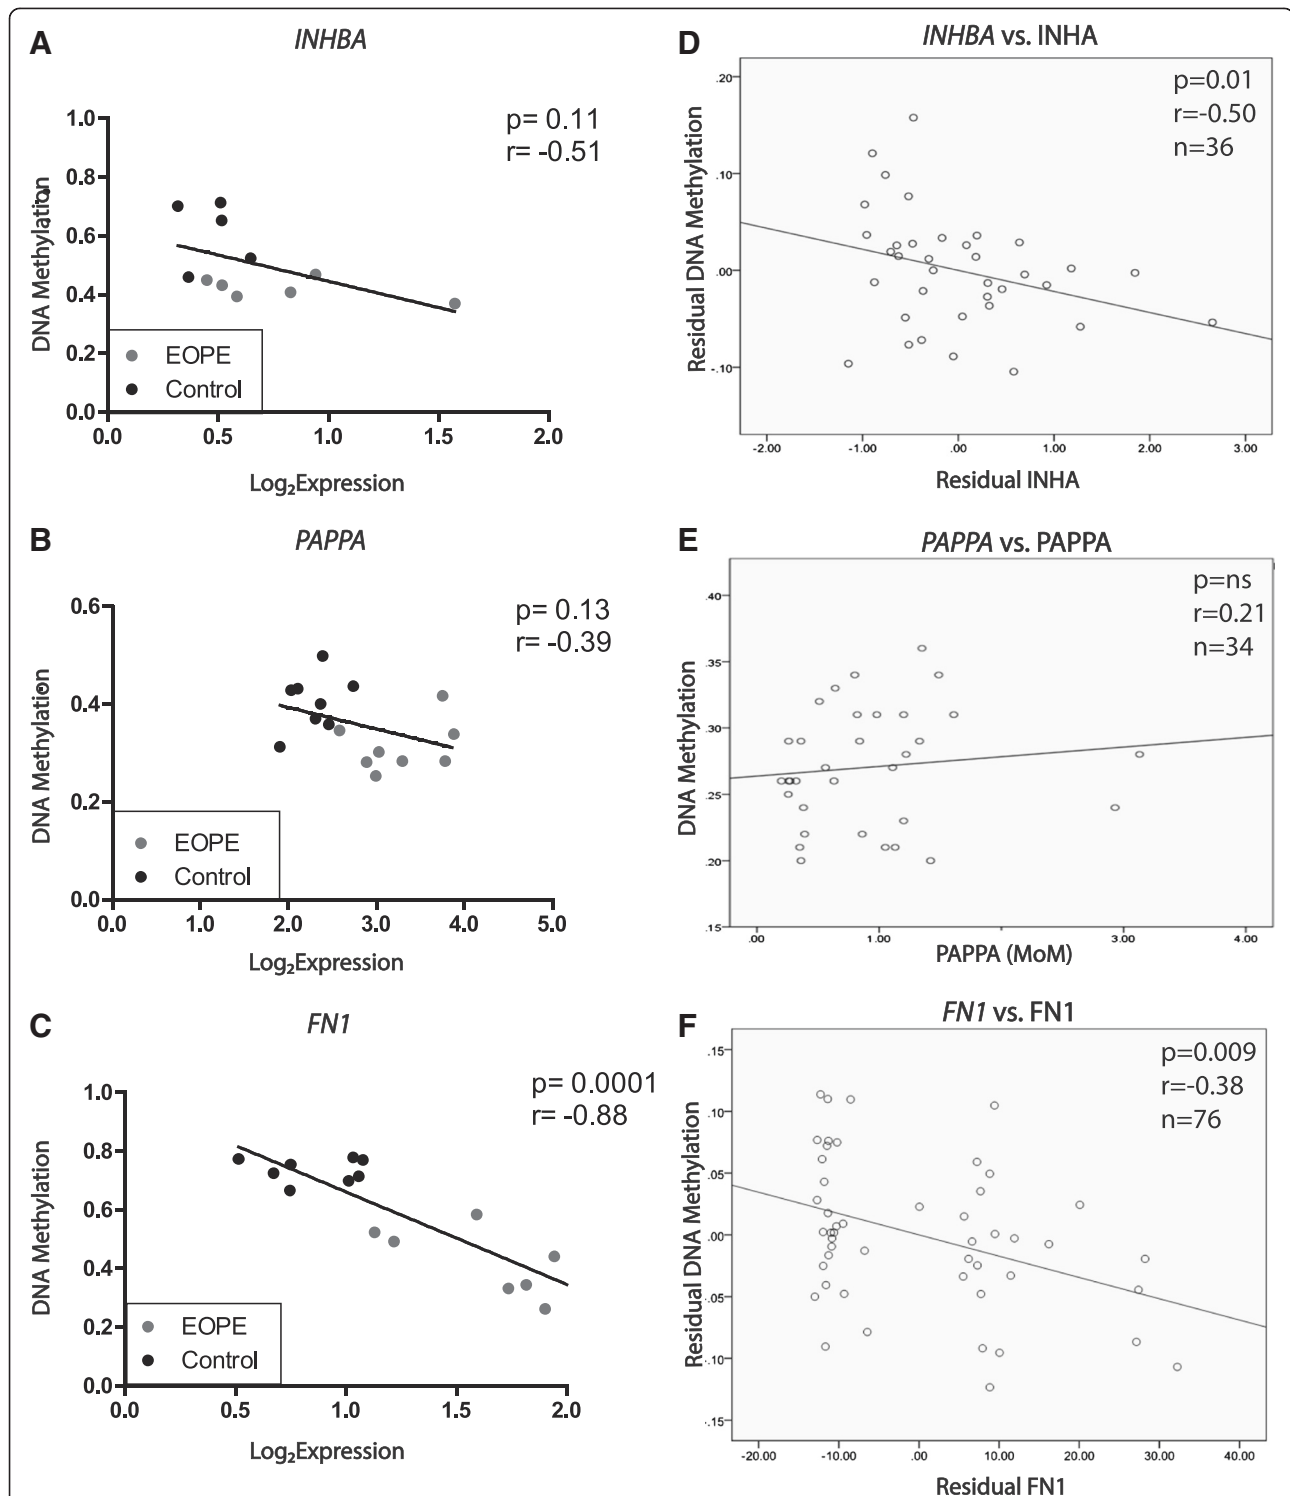 A
INHBA
p= 0.11
r= -0.51
DNA Methylation
1.0
0.8
0.6
0.4
0.2
0.0
EOPE
Control
0.0 0.5 1.0 1.5 2.0
Log₂Expression
D
INHBA vs. INHA
p=0.01
r=-0.50
n=36
Residual DNA Methylation
.20
.10
.00
-.10
-2.00 -1.00 .00 1.00 2.00 3.00
Residual INHA
B
PAPPA
p= 0.13
r= -0.39
DNA Methylation
0.6
0.4
0.2
0.0
EOPE
Control
0.0 1.0 2.0 3.0 4.0 5.0
Log₂Expression
E
PAPPA vs. PAPPA
p=ns
r=0.21
n=34
DNA Methylation
.40
.35
.30
.25
.20
.15
.00 1.00 3.00 4.00
PAPPA (MoM)
C
FN1
p= 0.0001
r= -0.88
DNA Methylation
1.0
0.8
0.6
0.4
0.2
0.0
EOPE
Control
0.0 0.5 1.0 1.5 2.0
Log₂Expression
F
FN1 vs. FN1
p=0.009
r=-0.38
n=76
Residual DNA Methylation
.15
.10
.05
.00
-.05
-.10
-.15
-20.00 -10.00 .00 10.00 20.00 30.00 40.00
Residual FN1